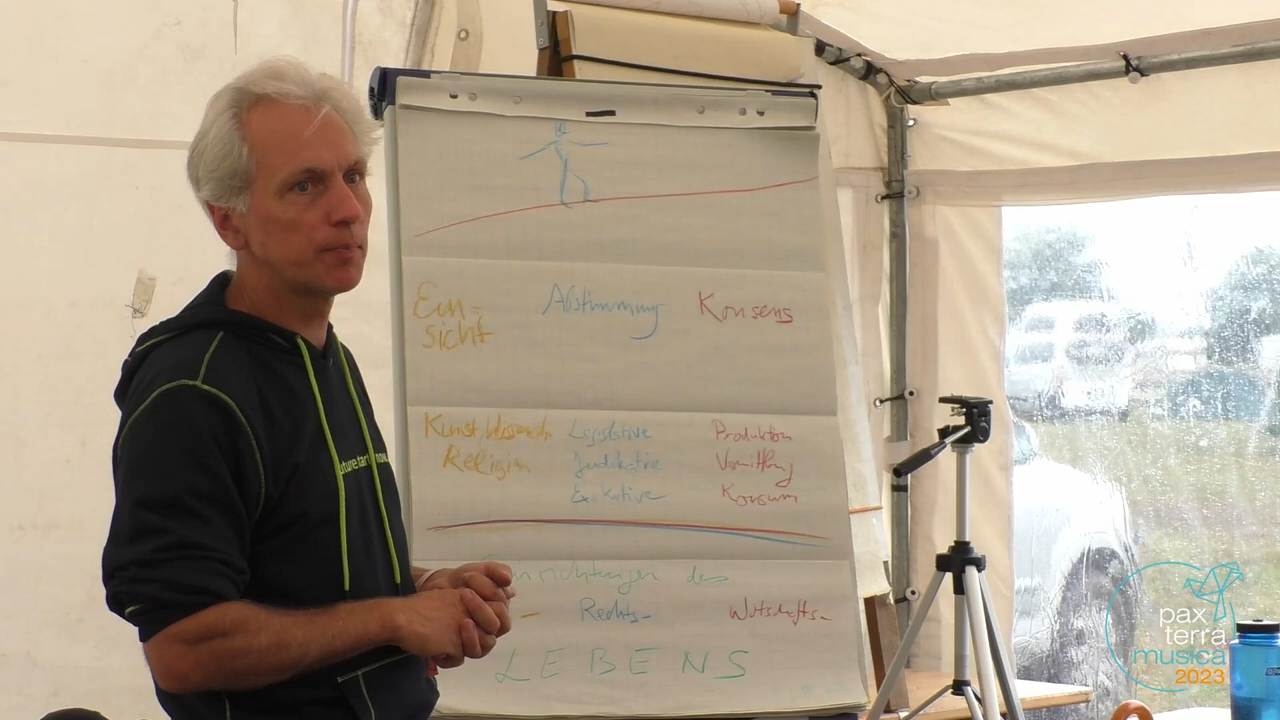 Ein=
sicht
Abstimmung
Konsens
Kunst, Wissensch.
Religion
Legislative
Judikative
Exekutive
Produktion
Vermittlung
Konsum
Einrichtungen des
- Rechts- Wirtschafts-
LEBENS
pax
terra
musica
2023